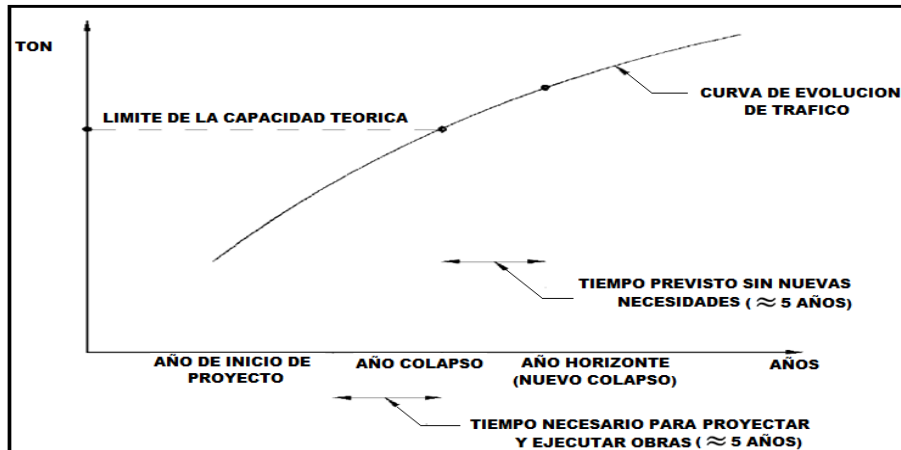 TON
LIMITE DE LA CAPACIDAD TEORICA
CURVA DE EVOLUCION
DE TRAFICO
TIEMPO PREVISTO SIN NUEVAS
NECESIDADES ( ≈ 5 AÑOS)
AÑO DE INICIO DE
PROYECTO
AÑO COLAPSO
AÑO HORIZONTE
(NUEVO COLAPSO)
AÑOS
TIEMPO NECESARIO PARA PROYECTAR
Y EJECUTAR OBRAS ( ≈ 5 AÑOS)